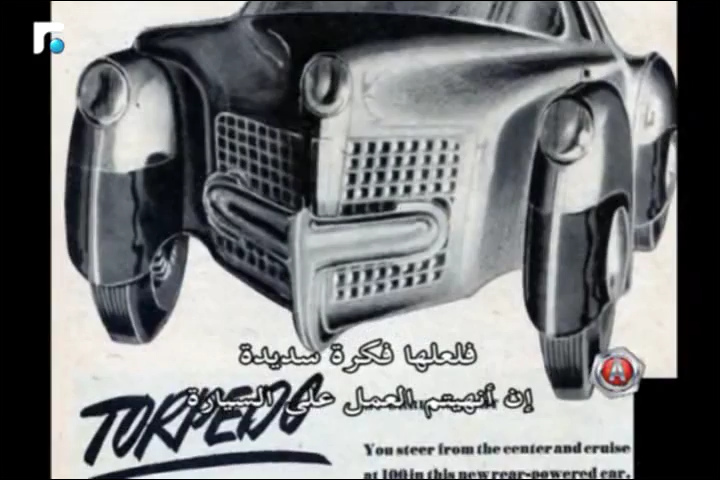 فلعلها فكرة سديدة
إن أنهيتم العمل على السيارة
TORPEDO
You steer from the center and cruise
at 100 in this new rear-powered car.